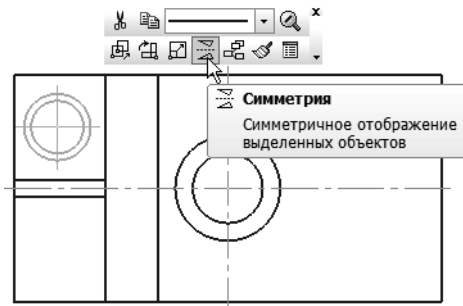 Симметрия
Симметричное отображение
выделенных объектов